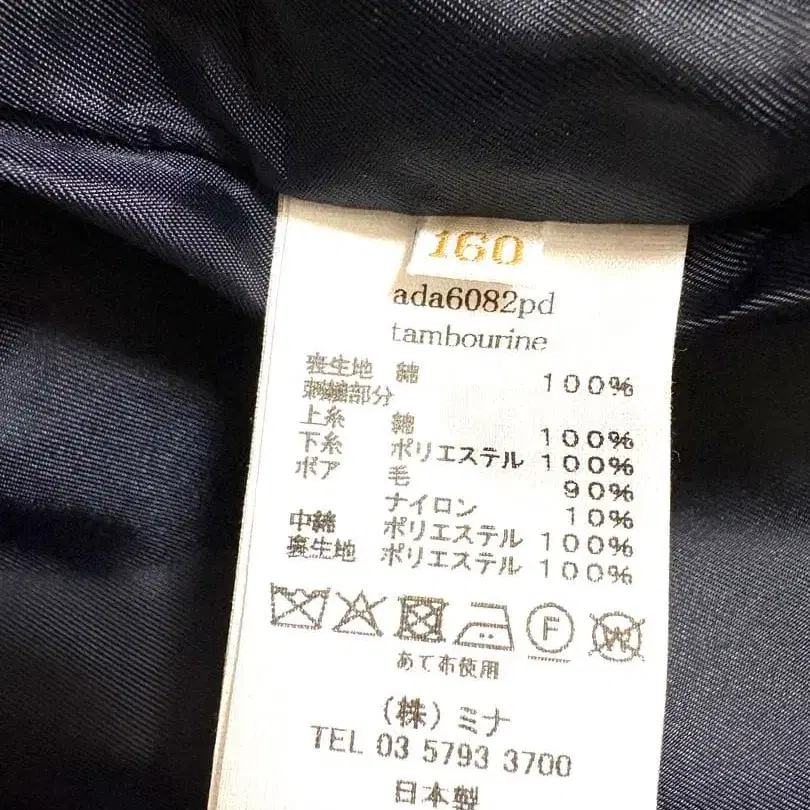 160
ada6082pd
tambourine
表生地 綿 100%
刺繍部分
上糸 綿 100%
下糸 ポリエステル 100%
ボア 毛 90%
ナイロン 10%
中綿 ポリエステル 100%
裏生地 ポリエステル 100%
F W
あて布使用
(株)ミナ
TEL 03 5793 3700
日本製